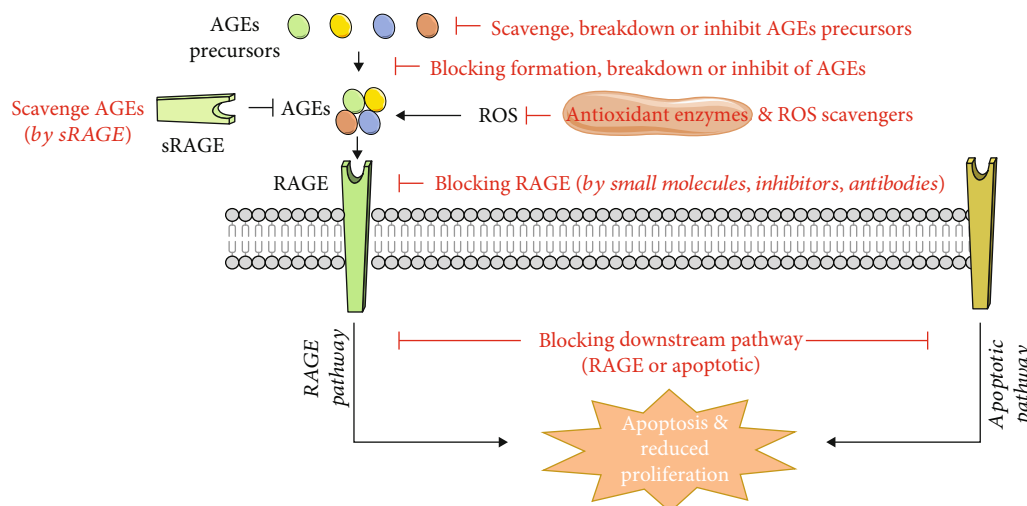 AGEs
precursors
Scavenge, breakdown or inhibit AGEs precursors
Blocking formation, breakdown or inhibit of AGEs
Scavenge AGEs
(by sRAGE)
sRAGE
AGEs
ROS
Antioxidant enzymes & ROS scavengers
RAGE
Blocking RAGE (by small molecules, inhibitors, antibodies)
RAGE
pathway
Blocking downstream pathway
(RAGE or apoptotic)
Apoptotic
pathway
Apoptosis &
reduced
proliferation